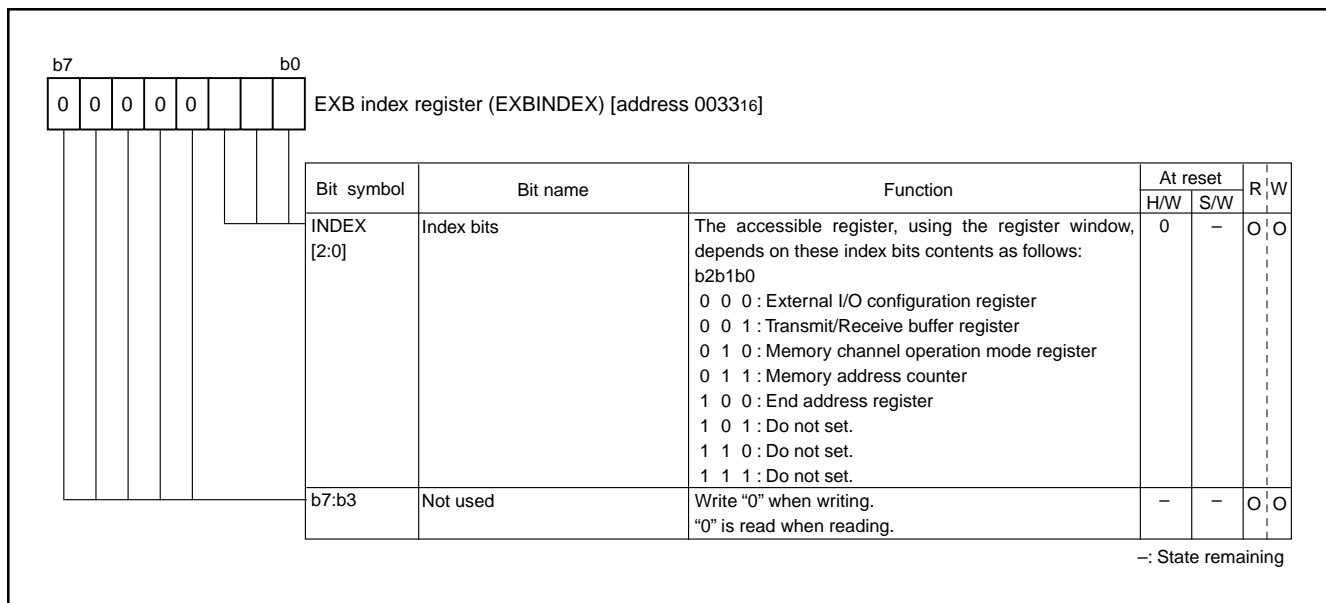 b7 b0
0 0 0 0 0 EXB index register (EXBINDEX) [address 003316]
Bit symbol Bit name Function At reset R W
H/W S/W
INDEX Index bits The accessible register, using the register window, 0 – O O
[2:0] depends on these index bits contents as follows:
b2b1b0
0 0 0 : External I/O configuration register
0 0 1 : Transmit/Receive buffer register
0 1 0 : Memory channel operation mode register
0 1 1 : Memory address counter
1 0 0 : End address register
1 0 1 : Do not set.
1 1 0 : Do not set.
1 1 1 : Do not set.
b7:b3 Not used Write “0” when writing. – – O O
“0” is read when reading.
–: State remaining